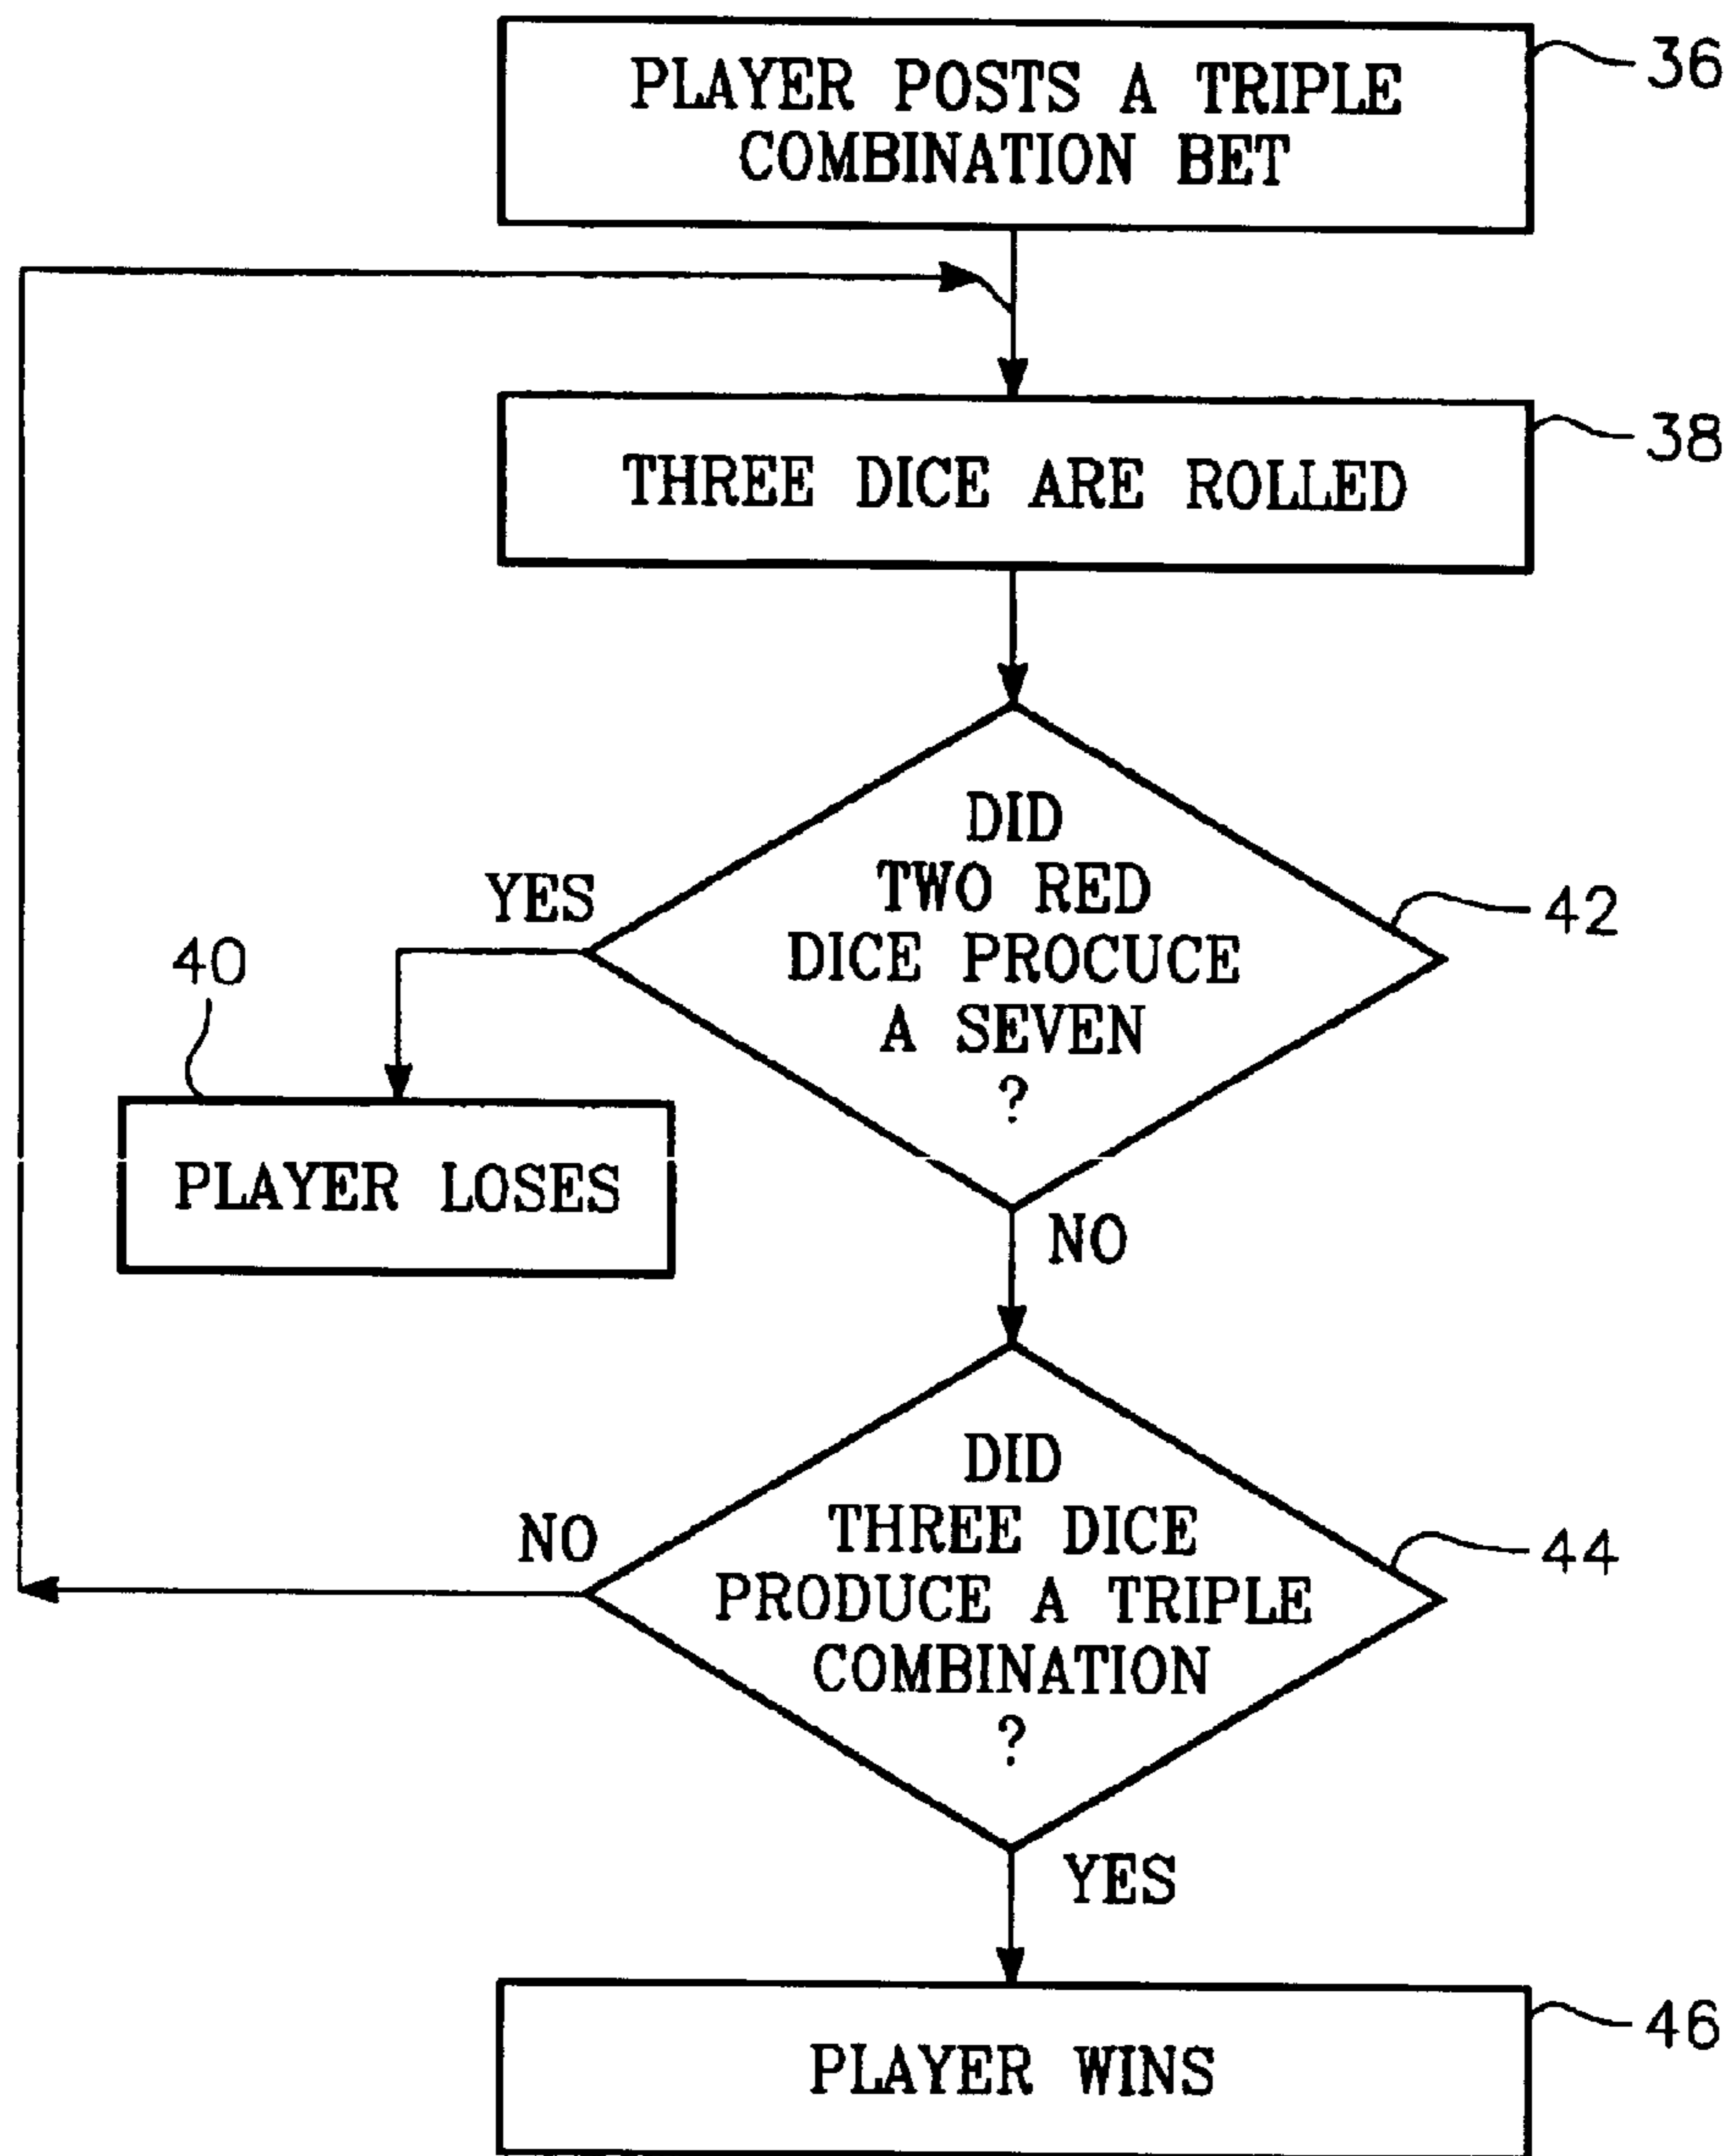 PLAYER POSTS A TRIPLE
COMBINATION BET
36
THREE DICE ARE ROLLED
38
DID
TWO RED
DICE PROCUCE
A SEVEN
?
42
YES
40
PLAYER LOSES
NO
DID
THREE DICE
PRODUCE A TRIPLE
COMBINATION
?
44
NO
YES
PLAYER WINS
46